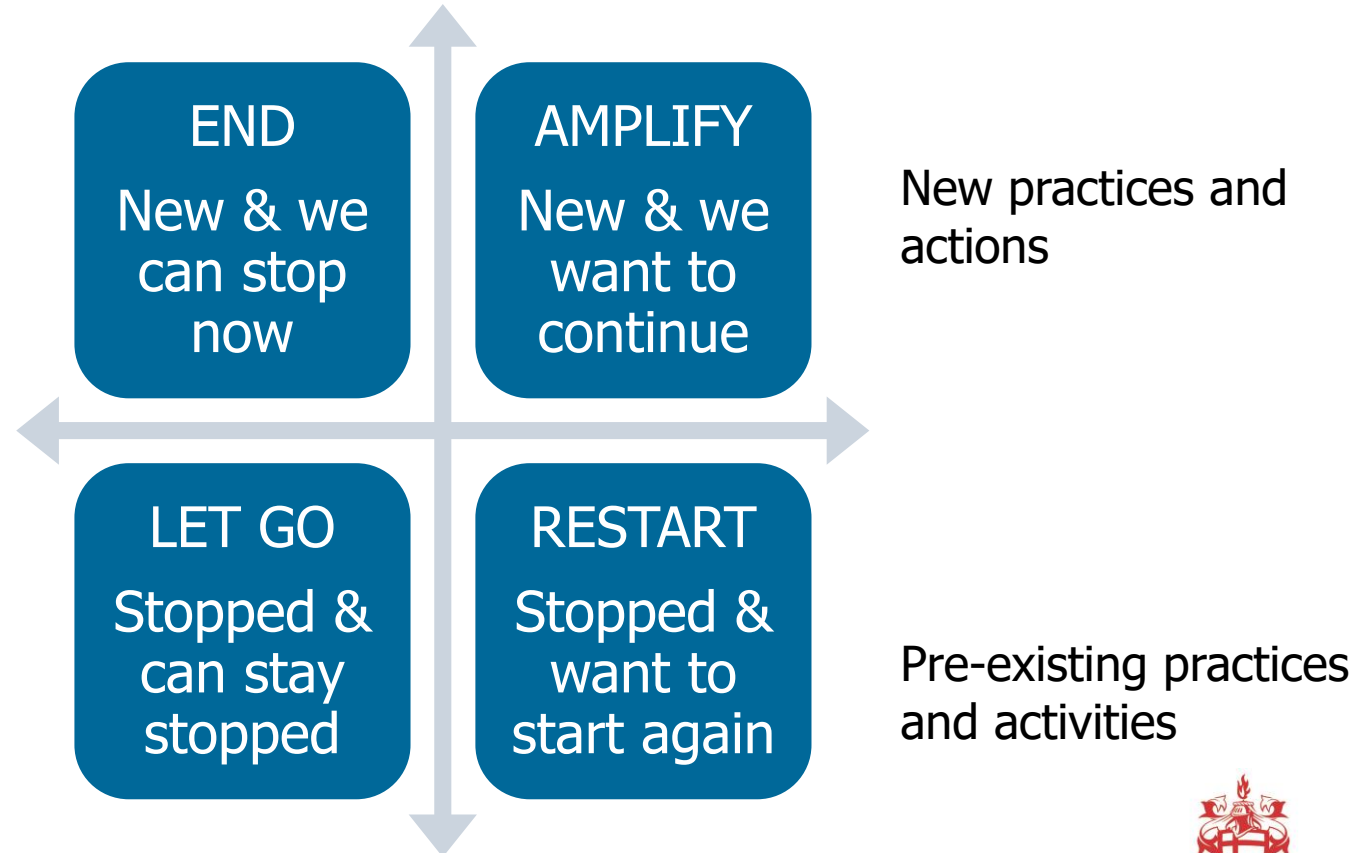 END
New & we
can stop
now
AMPLIFY
New & we
want to
continue
New practices and
actions
LET GO
Stopped &
can stay
stopped
RESTART
Stopped &
want to
start again
Pre-existing practices
and activities